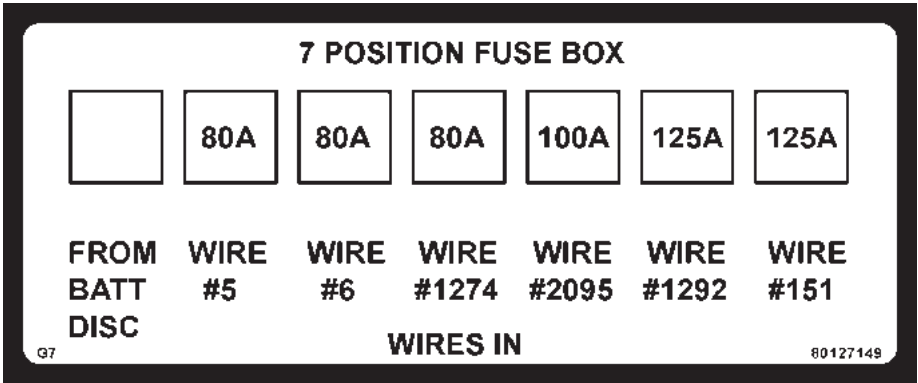 7 POSITION FUSE BOX
80A 80A 80A 100A 125A 125A
FROM WIRE WIRE WIRE WIRE WIRE WIRE
BATT #5 #6 #1274 #2095 #1292 #151
DISC
WIRES IN
G7 80127149